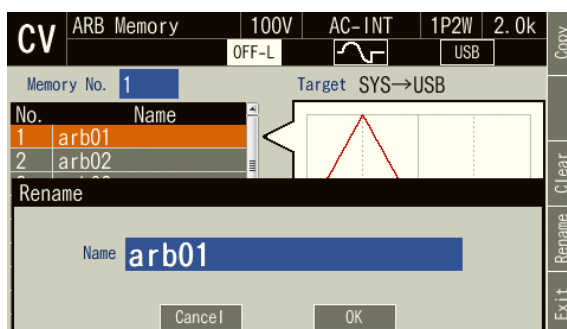 CV ARB Memory 100V AC-INT 1P2W 2.0k
OFF-L USB
Memory No. 1 Target SYS→USB
No. Name
1 arb01
2 arb02
Rename
Name arb01
Cancel OK
Copy
Clear
Rename
Exit